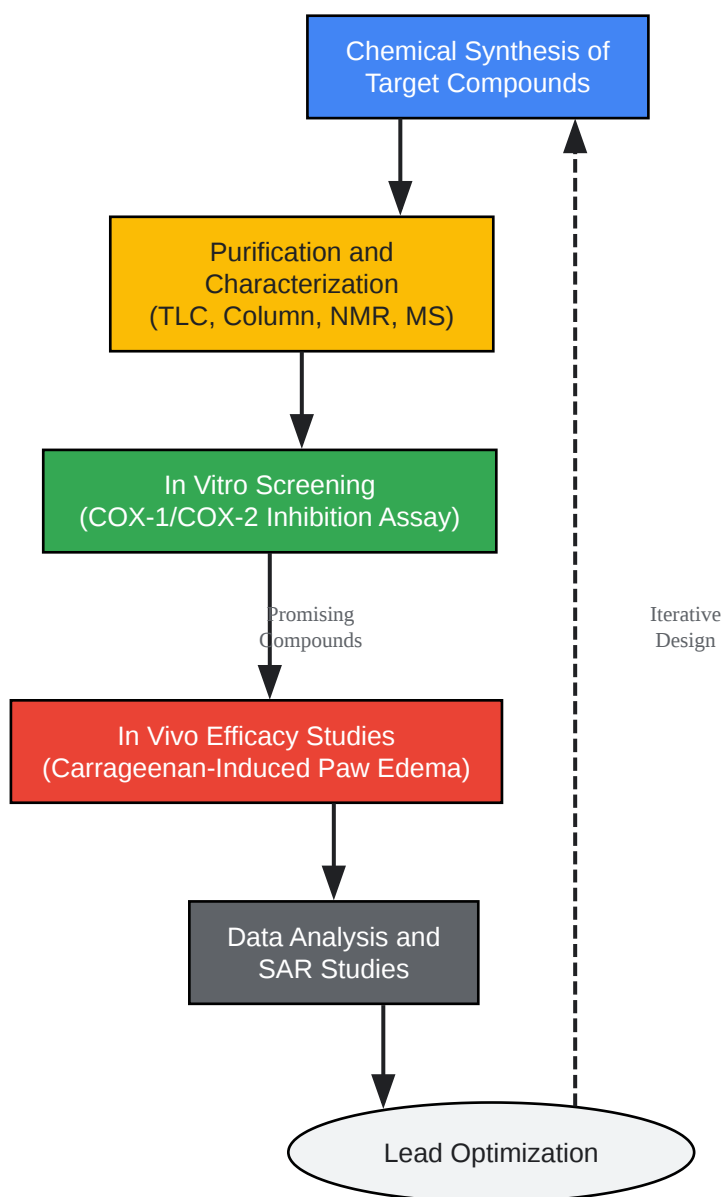 Chemical Synthesis of
Target Compounds
Purification and
Characterization
(TLC, Column, NMR, MS)
In Vitro Screening
(COX-1/COX-2 Inhibition Assay)
Promising
Compounds
Iterative
Design
In Vivo Efficacy Studies
(Carrageenan-Induced Paw Edema)
Data Analysis and
SAR Studies
Lead Optimization